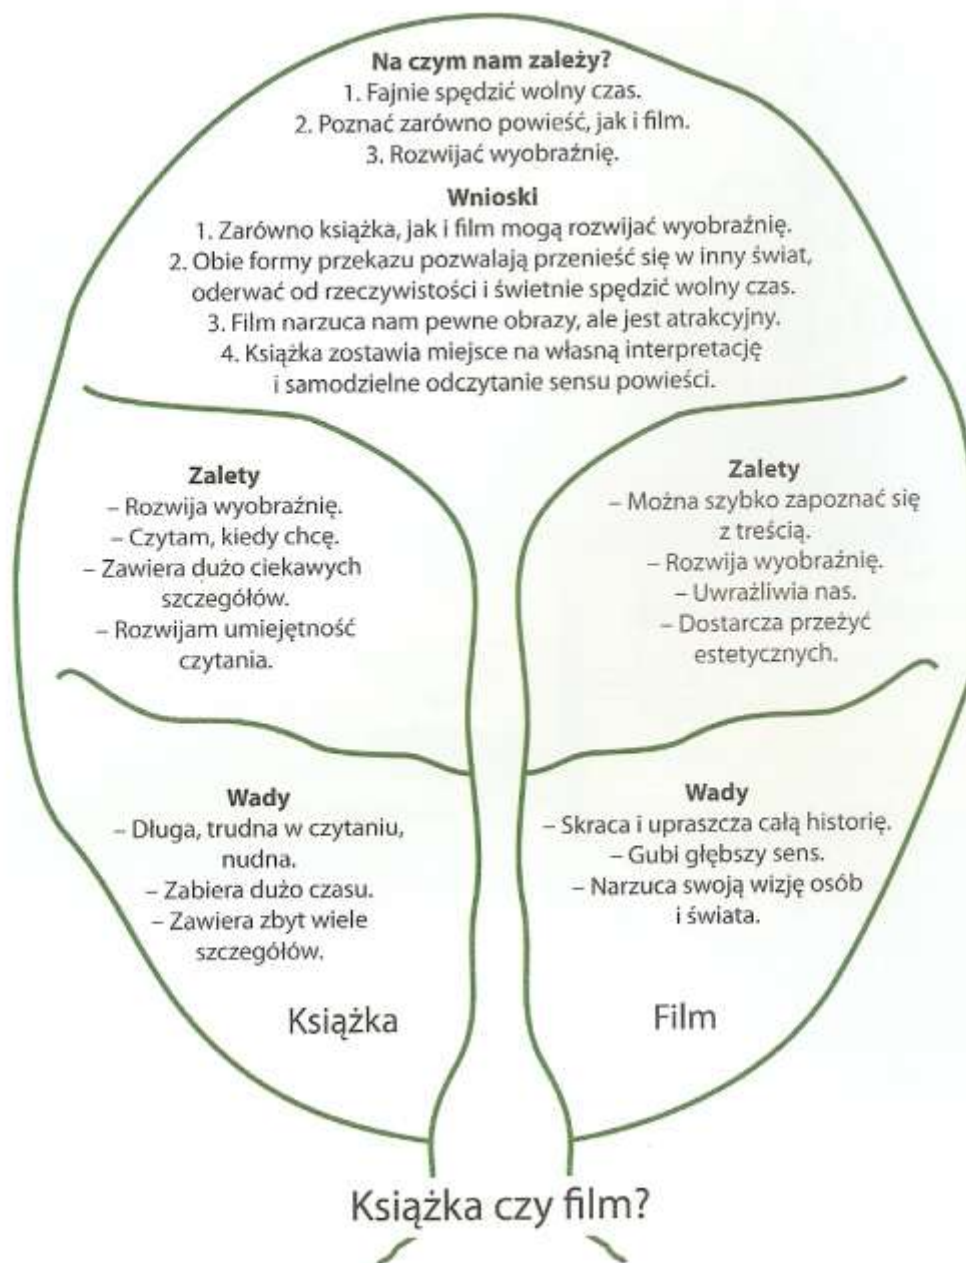 Na czym nam zależy?
1. Fajnie spędzić wolny czas.
2. Poznać zarówno powieść, jak i film.
3. Rozwijać wyobraźnię.
Wnioski
1. Zarówno książka, jak i film mogą rozwijać wyobraźnię.
2. Obie formy przekazu pozwalają przenieść się w inny świat,
oderwać od rzeczywistości i świetnie spędzić wolny czas.
3. Film narzuca nam pewne obrazy, ale jest atrakcyjny.
4. Książka zostawia miejsce na własną interpretację
i samodzielne odczytanie sensu powieści.
Zalety
– Rozwija wyobraźnię.
– Czytam, kiedy chcę.
– Zawiera dużo ciekawych
szczegółów.
– Rozwijam umiejętność
czytania.
Wady
– Długa, trudna w czytaniu,
nudna.
– Zabiera dużo czasu.
– Zawiera zbyt wiele
szczegółów.
Książka
Zalety
– Można szybko zapoznać się
z treścią.
– Rozwija wyobraźnię.
– Uwrażliwia nas.
– Dostarcza przeżyć
estetycznych.
Wady
– Skraca i upraszcza całą historię.
– Gubi głębszy sens.
– Narzuca swoją wizję osób
i świata.
Film
Książka czy film?